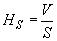 H_S = V/S